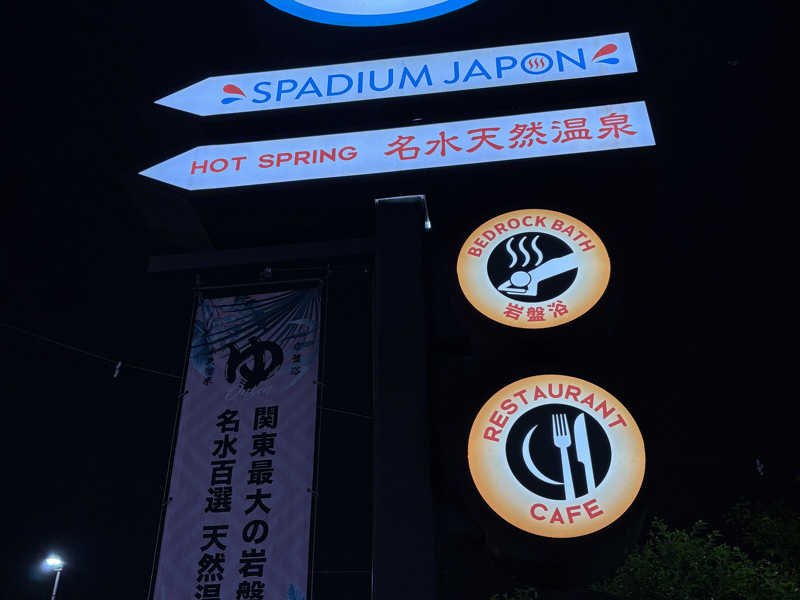 SPADIUM JAPON
HOT SPRING 名水天然温泉
BEDROCK BATH
岩盤浴
RESTAURANT
CAFE
ゆ
関東最大の岩盤
名水百選 天然温